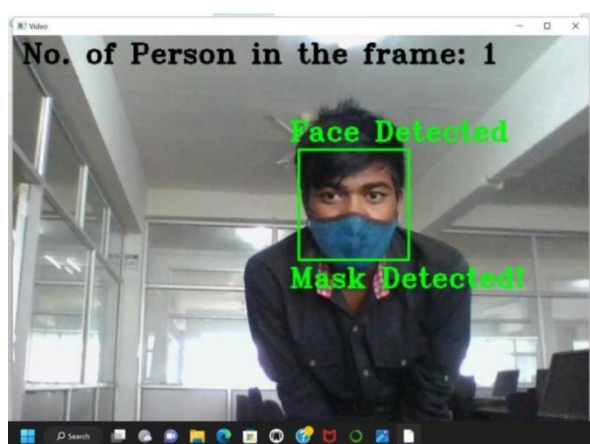 Video
No. of Person in the frame: 1
Face Detected
Mask Detected!
Search